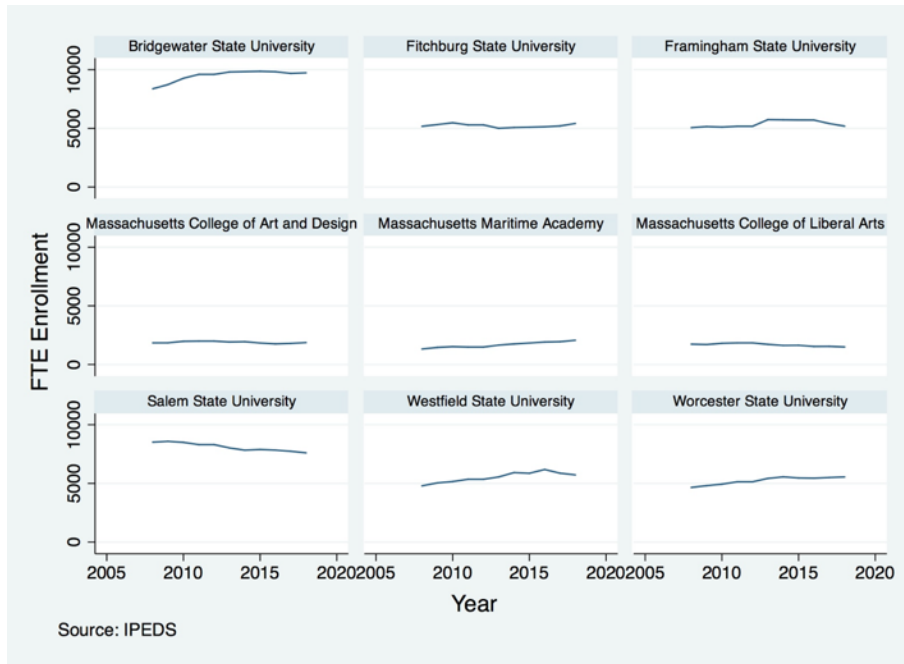 Bridgewater State University
Fitchburg State University
Framingham State University
10000
5000
0
Massachusetts College of Art and Design
Massachusetts Maritime Academy
Massachusetts College of Liberal Arts
10000
5000
0
Salem State University
Westfield State University
Worcester State University
10000
5000
0
FTE Enrollment
2005 2010 2015 2020
2005 2010 2015 2020
2005 2010 2015 2020
Year
Source: IPEDS